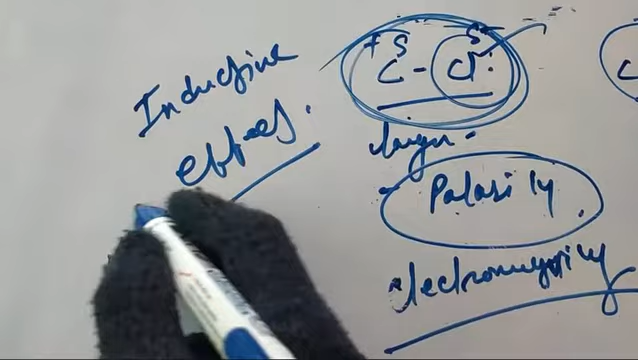 Inductive
effect.
+δ δ-
C - Cl
Polarity
electronegativity